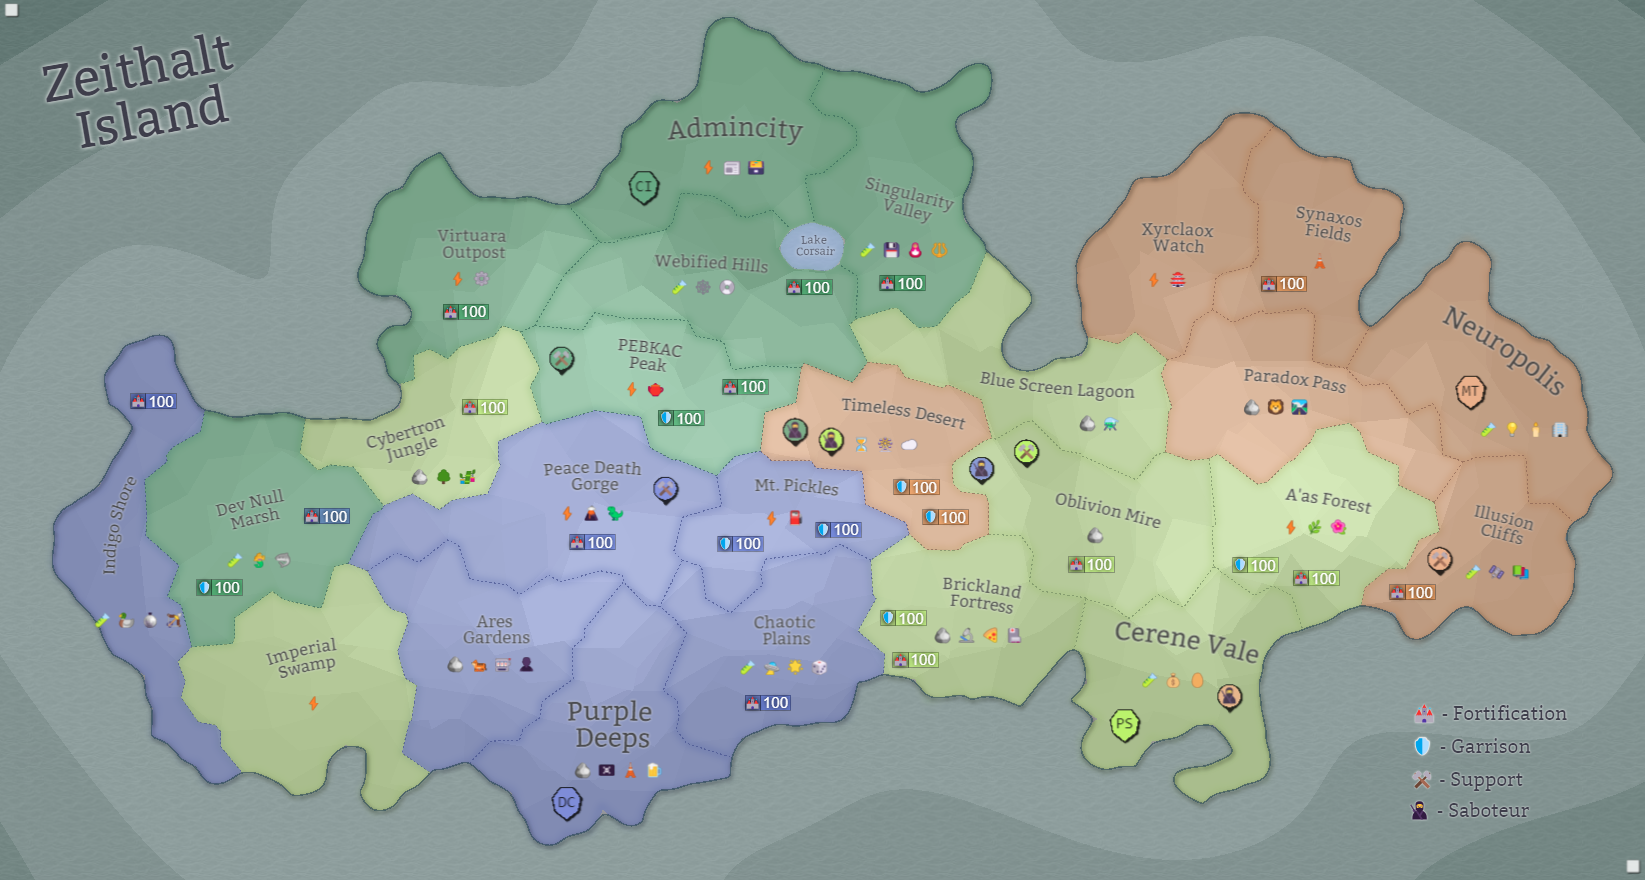 Zeithalt
Island
Admincity
CI
Singularity
Valley
Virtuara
Outpost
100
Webified Hills
Lake
Corsair
100
100
Xyrclaox
Watch
Synaxos
Fields
100
Neuropolis
MT
PEBKAC
Peak
100
100
100
Cybertron
Jungle
100
Timeless Desert
100
100
Blue Screen Lagoon
Paradox Pass
Indigo Shore
Dev Null
Marsh
100
100
Peace Death
Gorge
100
Mt. Pickles
100
100
Oblivion Mire
100
A'as Forest
100
100
Illusion
Cliffs
100
Imperial
Swamp
Ares
Gardens
Chaotic
Plains
100
Brickland
Fortress
100
100
Cerene Vale
PS
Purple
Deeps
DC
- Fortification
- Garrison
- Support
- Saboteur